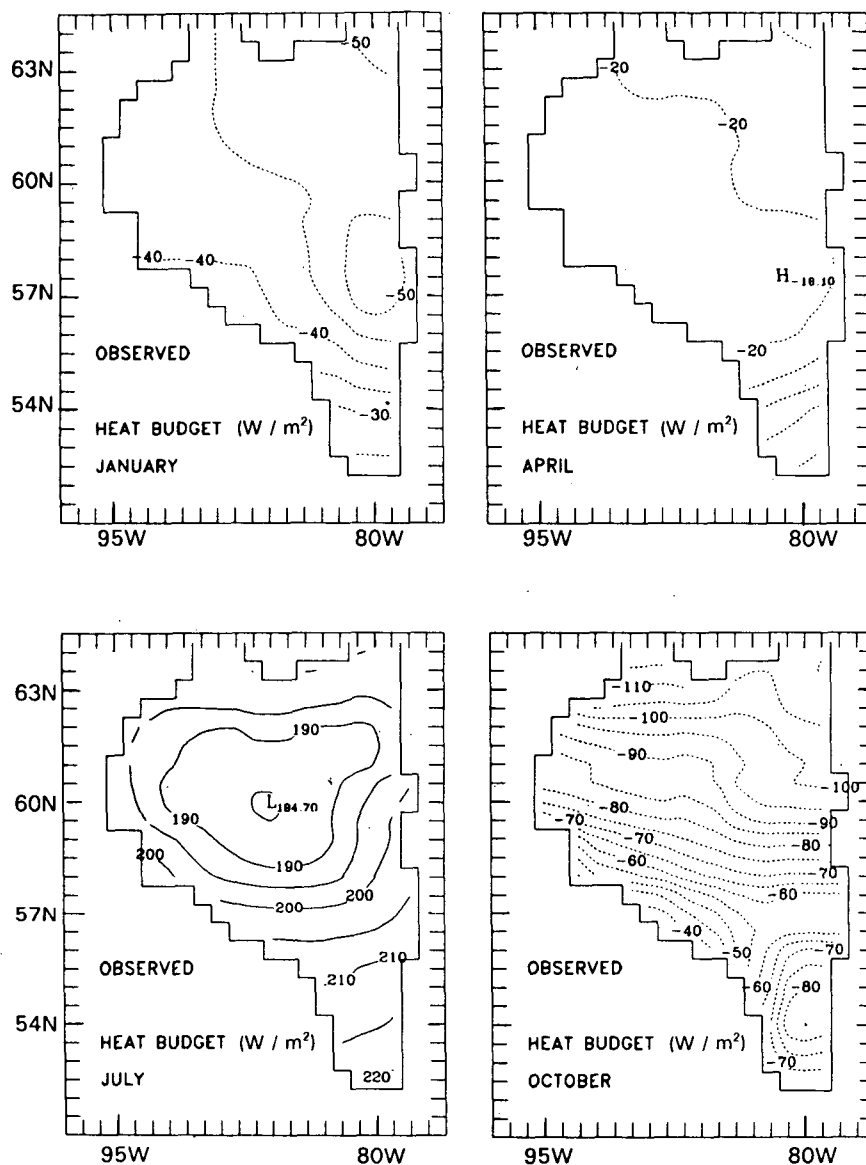 63N
60N
57N
54N
-50
-40
-40
-50
-40
-30
OBSERVED
HEAT BUDGET (W / m²)
JANUARY
95W 80W
-20
-20
H-18.10
-20
OBSERVED
HEAT BUDGET (W / m²)
APRIL
95W 80W
63N
60N
57N
54N
190
L184.70
190
190
200
200
210
210
220
OBSERVED
HEAT BUDGET (W / m²)
JULY
95W 80W
-110
-100
-90
-100
-80
-70
-90
-70
-80
-60
-70
-60
-40
-50
-70
-60
-80
-70
OBSERVED
HEAT BUDGET (W / m²)
OCTOBER
95W 80W